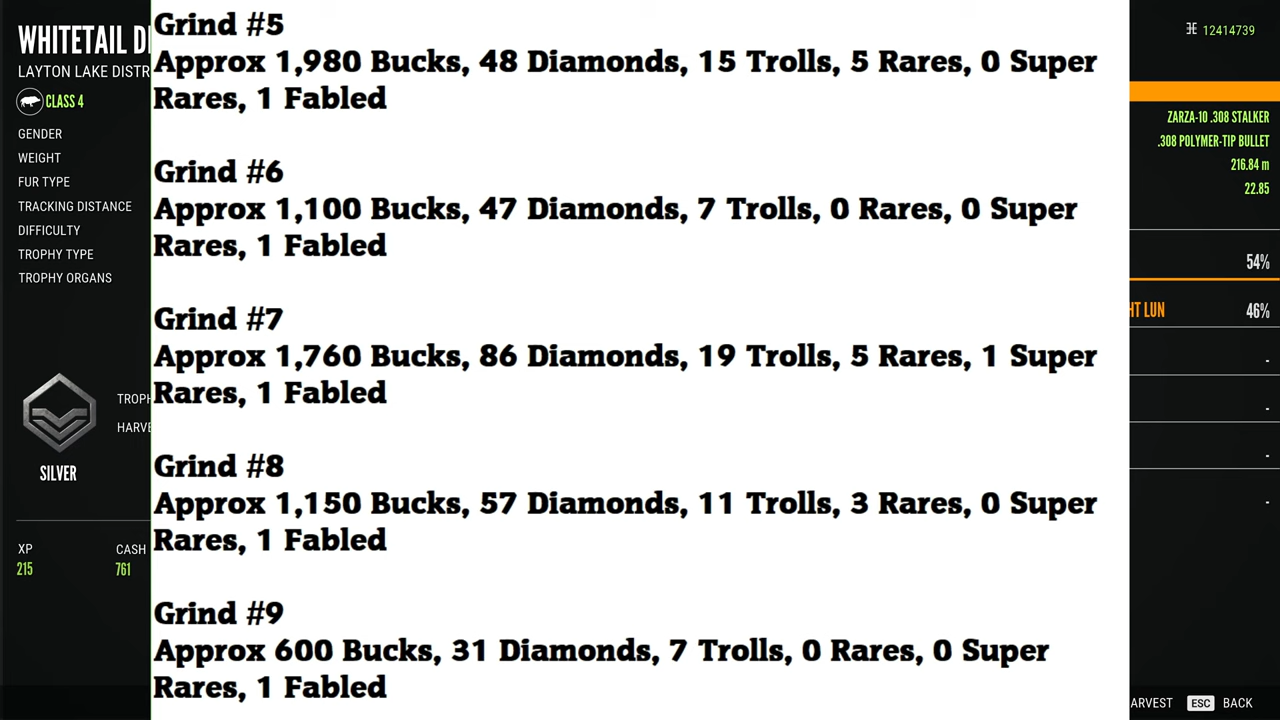 WHITETAIL D
LAYTON LAKE DISTR
CLASS 4
GENDER
WEIGHT
FUR TYPE
TRACKING DISTANCE
DIFFICULTY
TROPHY TYPE
TROPHY ORGANS
TROPH
HARVE
SILVER
XP
CASH
215
761
Grind #5
Approx 1,980 Bucks, 48 Diamonds, 15 Trolls, 5 Rares, 0 Super
Rares, 1 Fabled
Grind #6
Approx 1,100 Bucks, 47 Diamonds, 7 Trolls, 0 Rares, 0 Super
Rares, 1 Fabled
Grind #7
Approx 1,760 Bucks, 86 Diamonds, 19 Trolls, 5 Rares, 1 Super
Rares, 1 Fabled
Grind #8
Approx 1,150 Bucks, 57 Diamonds, 11 Trolls, 3 Rares, 0 Super
Rares, 1 Fabled
Grind #9
Approx 600 Bucks, 31 Diamonds, 7 Trolls, 0 Rares, 0 Super
Rares, 1 Fabled
12414739
ZARZA-10 .308 STALKER
.308 POLYMER-TIP BULLET
216.84 m
22.85
54%
HT LUN 46%
-
-
-
-
ARVEST ESC BACK